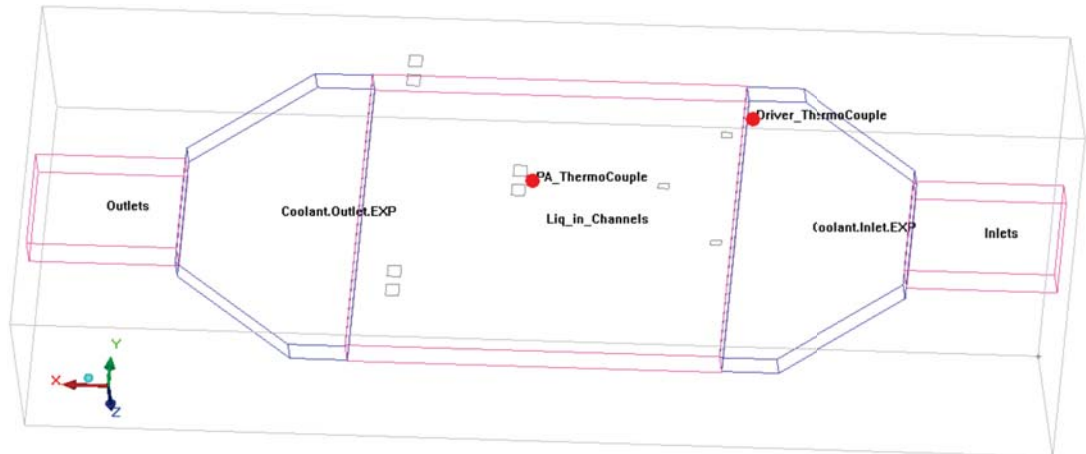 Driver_ThermoCouple
PA_ThermoCouple
Outlets
Coolant.Outlet.EXP
Liq_in_Channels
Coolant.Inlet.EXP
Inlets
Y
X
Z